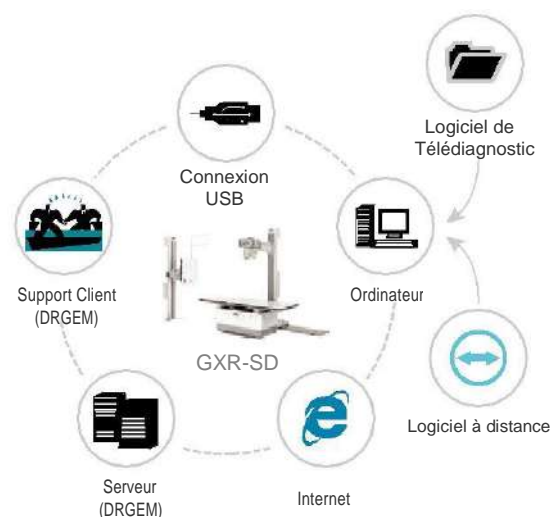 Logiciel de
Télédiagnostic
Connexion
USB
Support Client
(DRGEM)
Ordinateur
GXR-SD
Logiciel à distance
Serveur
(DRGEM)
Internet